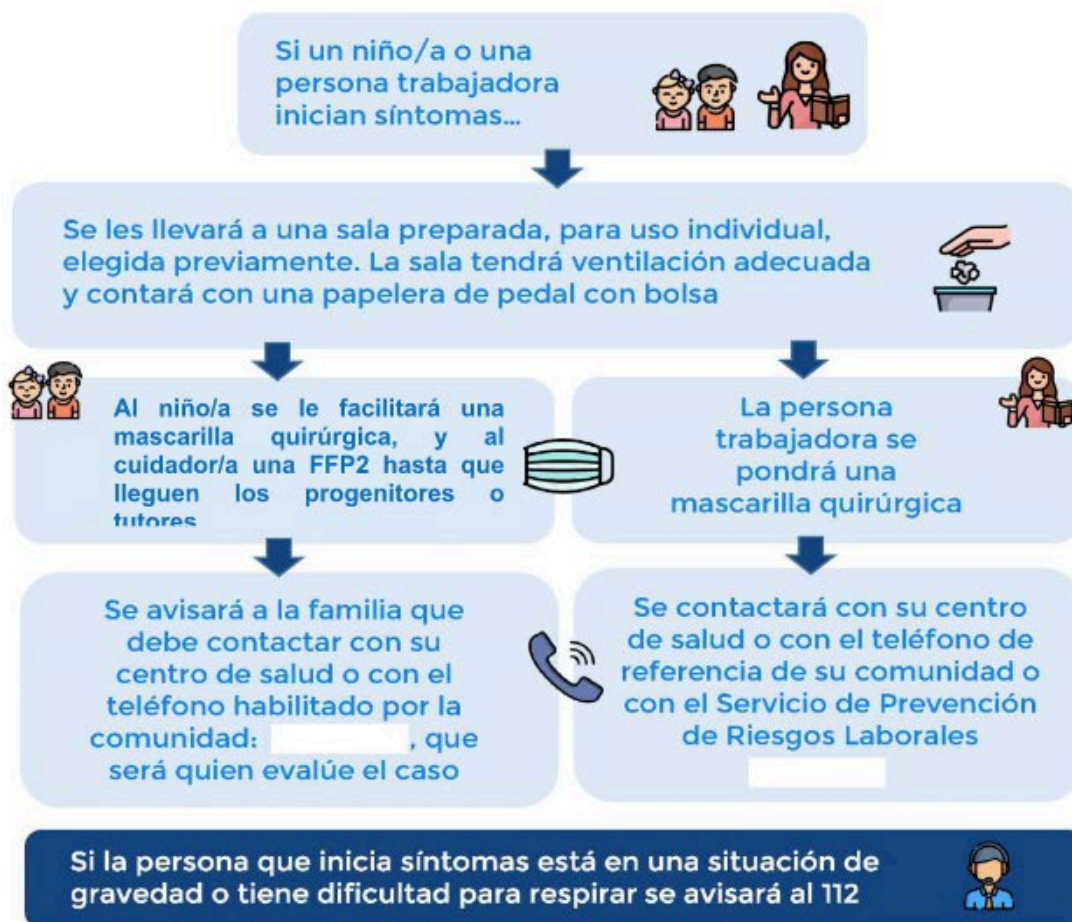 Si un niño/a o una
persona trabajadora
inician síntomas...
Se les llevará a una sala preparada, para uso individual,
elegida previamente. La sala tendrá ventilación adecuada
y contará con una papelera de pedal con bolsa
Al niño/a se le facilitará una
mascarilla quirúrgica, y al
cuidador/a una FFP2 hasta que
lleguen los progenitores o
tutores
La persona
trabajadora se
pondrá una
mascarilla quirúrgica
Se avisará a la familia que
debe contactar con su
centro de salud o con el
teléfono habilitado por la
comunidad: , que
será quien evalúe el caso
Se contactará con su centro
de salud o con el teléfono de
referencia de su comunidad o
con el Servicio de Prevención
de Riesgos Laborales
Si la persona que inicia síntomas está en una situación de
gravedad o tiene dificultad para respirar se avisará al 112